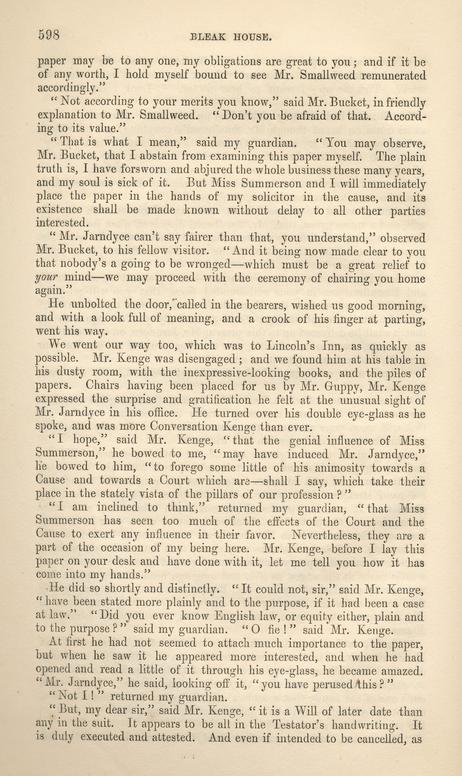 598 BLEAK HOUSE.
paper may be to any one, my obligations are great to you; and if it be
of any worth, I hold myself bound to see Mr. Smallweed remunerated
accordingly."
"Not according to your merits you know," said Mr. Bucket, in friendly
explanation to Mr. Smallweed. "Don't you be afraid of that. Accord-
ing to its value."
"That is what I mean," said my guardian. "You may observe,
Mr. Bucket, that I abstain from examining this paper myself. The plain
truth is, I have forsworn and abjured the whole business these many years,
and my soul is sick of it. But Miss Summerson and I will immediately
place the paper in the hands of my solicitor in the cause, and its
existence shall be made known without delay to all other parties
interested.
"Mr. Jarndyce can't say fairer than that, you understand," observed
Mr. Bucket, to his fellow visitor. "And it being now made clear to you
that nobody's a going to be wronged—which must be a great relief to
your mind—we may proceed with the ceremony of chairing you home
again."
He unbolted the door, called in the bearers, wished us good morning,
and with a look full of meaning, and a crook of his finger at parting,
went his way.
We went our way too, which was to Lincoln's Inn, as quickly as
possible. Mr. Kenge was disengaged; and we found him at his table in
his dusty room, with the inexpressive-looking books, and the piles of
papers. Chairs having been placed for us by Mr. Guppy, Mr. Kenge
expressed the surprise and gratification he felt at the unusual sight of
Mr. Jarndyce in his office. He turned over his double eye-glass as he
spoke, and was more Conversation Kenge than ever.
"I hope," said Mr. Kenge, "that the genial influence of Miss
Summerson," he bowed to me, "may have induced Mr. Jarndyce,"
he bowed to him, "to forego some little of his animosity towards a
Cause and towards a Court which are—shall I say, which take their
place in the stately vista of the pillars of our profession?"
"I am inclined to think," returned my guardian, "that Miss
Summerson has seen too much of the effects of the Court and the
Cause to exert any influence in their favor. Nevertheless, they are a
part of the occasion of my being here. Mr. Kenge, before I lay this
paper on your desk and have done with it, let me tell you how it has
come into my hands."
He did so shortly and distinctly. "It could not, sir," said Mr. Kenge,
"have been stated more plainly and to the purpose, if it had been a case
at law." "Did you ever know English law, or equity either, plain and
to the purpose?" said my guardian. "O fie!" said Mr. Kenge.
At first he had not seemed to attach much importance to the paper,
but when he saw it he appeared more interested, and when he had
opened and read a little of it through his eye-glass, he became amazed.
"Mr. Jarndyce," he said, looking off it, "you have perused this?"
"Not I!" returned my guardian.
"But, my dear sir," said Mr. Kenge, "it is a Will of later date than
any in the suit. It appears to be all in the Testator's handwriting. It
is duly executed and attested. And even if intended to be cancelled, as